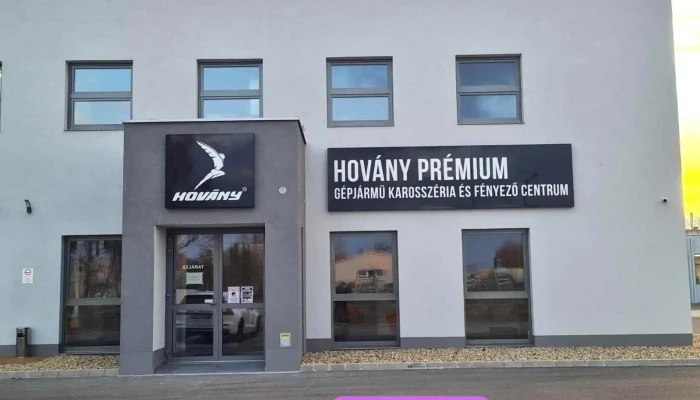 HOVÁNY®
HOVÁNY PRÉMIUM
GÉPJÁRMŰ KAROSSZÉRIA ÉS FÉNYEZŐ CENTRUM
BEJÁRAT